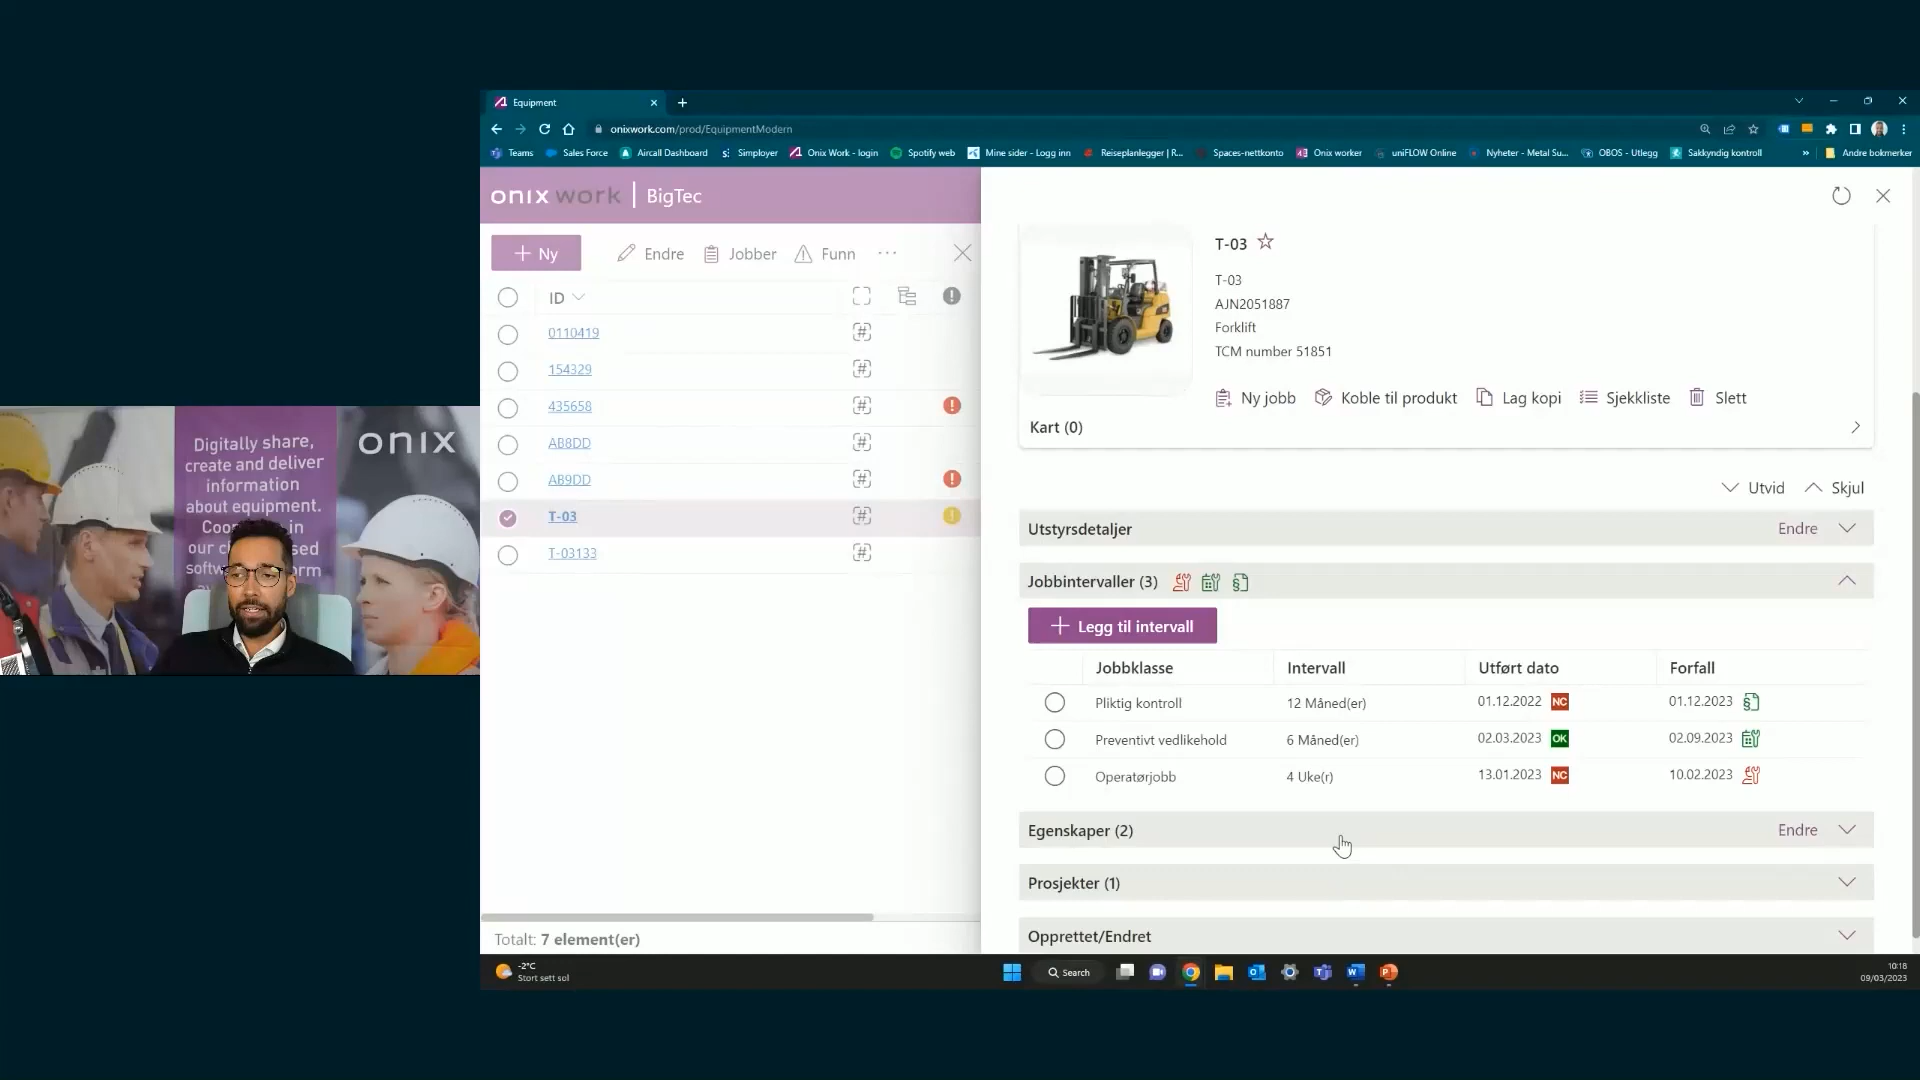 Equipment
onixwork.com/prod/EquipmentModern
Teams
Sales Force
Aircall Dashboard
Simployer
Onix Work - login
Spotify web
Mine sider - Logg inn
Reiseplanlegger | R...
Spaces-nettkonto
Onix worker
uniFLOW Online
Nyheter - Metal Su...
OBOS - Utlegg
Sakkyndig kontroll
»
Andre bokmerker
onix work | BigTec
Ny
Endre
Jobber
Funn
ID
0110419
154329
435658
AB8DD
AB9DD
T-03
T-03133
Totalt: 7 element(er)
T-03
T-03
AJN2051887
Forklift
TCM number 51851
Ny jobb
Koble til produkt
Lag kopi
Sjekkliste
Slett
Kart (0)
Utvid
Skjul
Utstyrsdetaljer
Endre
Jobbintervaller (3)
Legg til intervall
Jobbklasse Intervall Utført dato Forfall
Pliktig kontroll 12 Måned(er) 01.12.2022 NC 01.12.2023
Preventivt vedlikehold 6 Måned(er) 02.03.2023 OK 02.09.2023
Operatørjobb 4 Uke(r) 13.01.2023 NC 10.02.2023
Egenskaper (2) Endre
Prosjekter (1)
Opprettet/Endret
Digitally share,
create and deliver
information
about equipment.
in
our
onix
-2°C
Stort sett sol
Search
10:18
09/03/2023